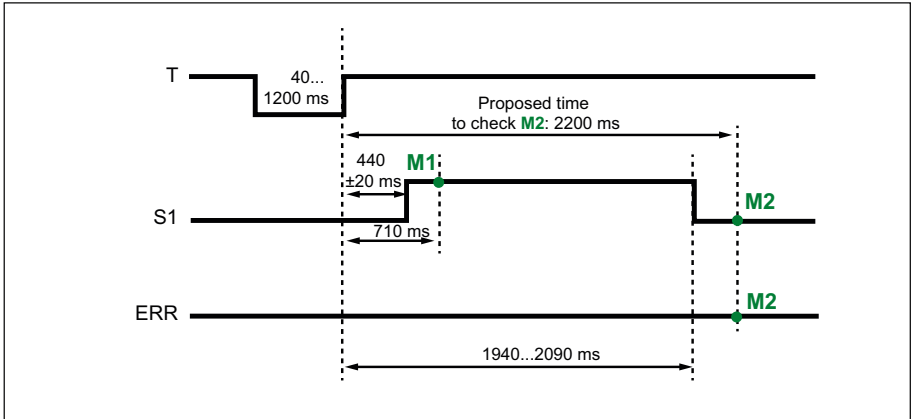 T
40...
1200 ms
Proposed time
to check M2: 2200 ms
440
±20 ms
M1
S1
M2
710 ms
ERR
M2
1940...2090 ms